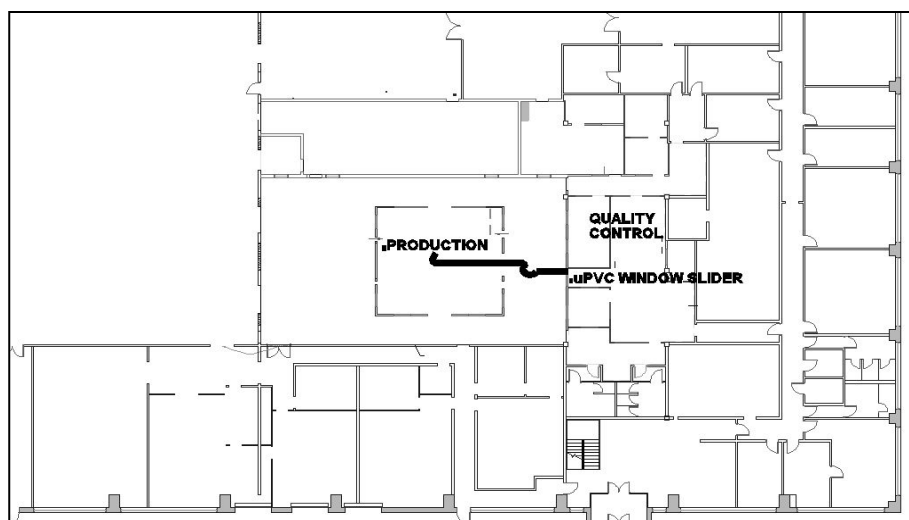 QUALITY
CONTROL
.PRODUCTION
.uPVC WINDOW SLIDER